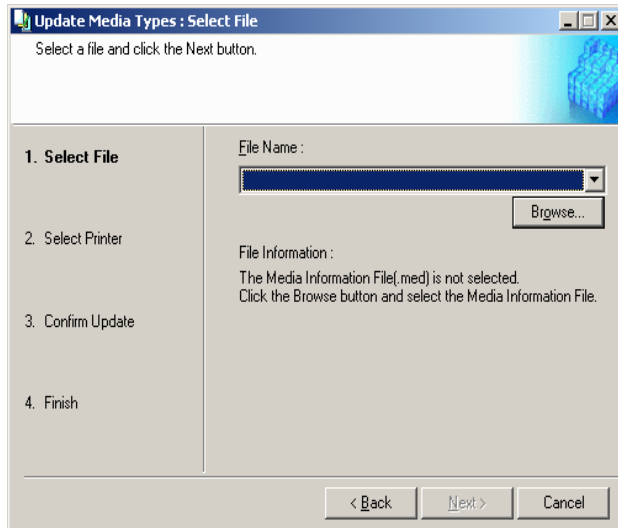 Update Media Types : Select File
Select a file and click the Next button.
1. Select File
2. Select Printer
3. Confirm Update
4. Finish
File Name :
Browse...
File Information :
The Media Information File(.med) is not selected.
Click the Browse button and select the Media Information File.
< Back
Next >
Cancel